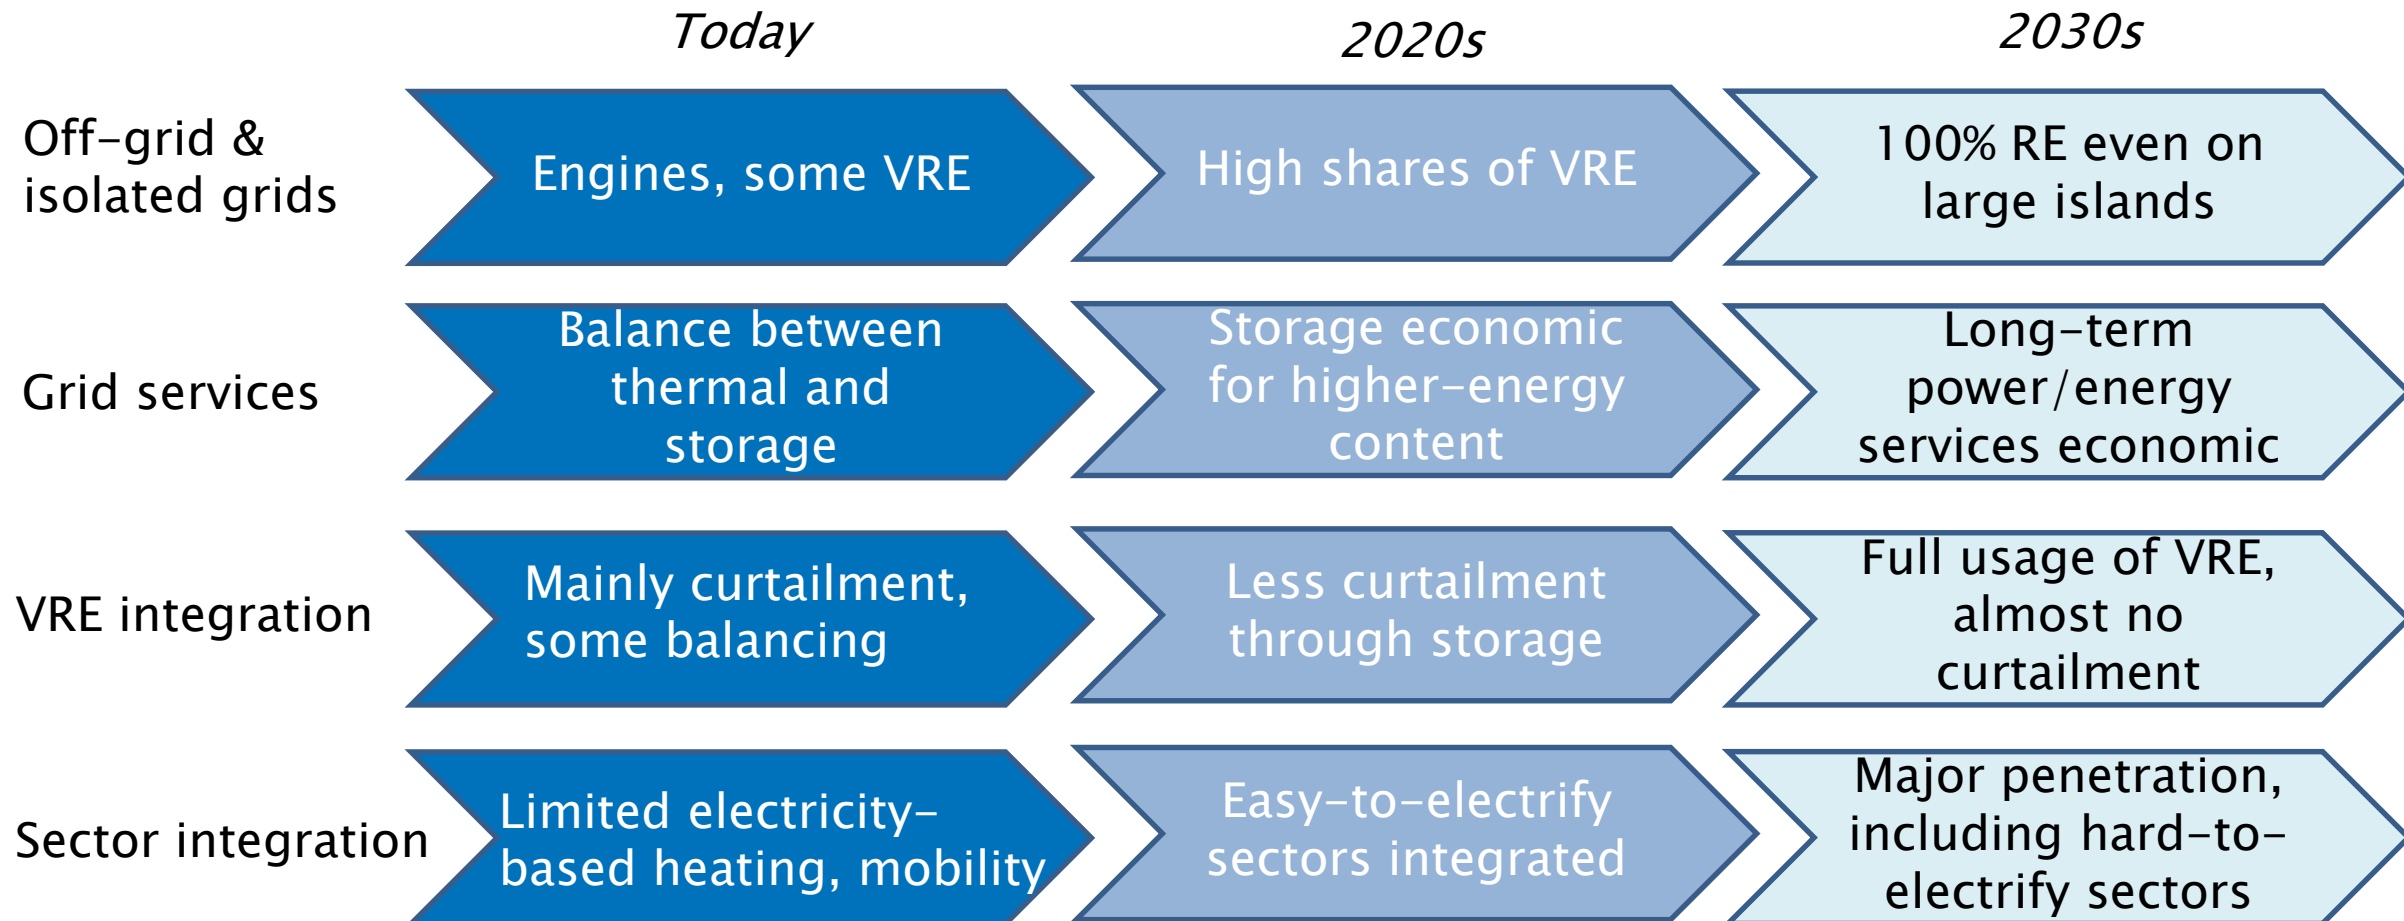 Today
2020s
2030s
Off-grid &
isolated grids
Engines, some VRE
High shares of VRE
100% RE even on
large islands
Grid services
Balance between
thermal and
storage
Storage economic
for higher-energy
content
Long-term
power/energy
services economic
VRE integration
Mainly curtailment,
some balancing
Less curtailment
through storage
Full usage of VRE,
almost no
curtailment
Sector integration
Limited electricity-
based heating, mobility
Easy-to-electrify
sectors integrated
Major penetration,
including hard-to-
electrify sectors